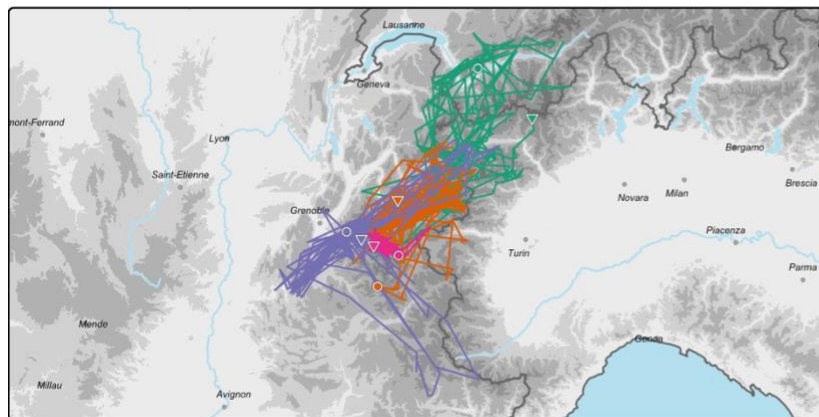 Lausanne
Geneva
mont-Ferrand
Lyon
Bergamo
Saint-Etienne
Brescia
Novara
Milan
Grenoble
Piacenza
Turin
Parma
Mende
Genoa
Millau
Avignon